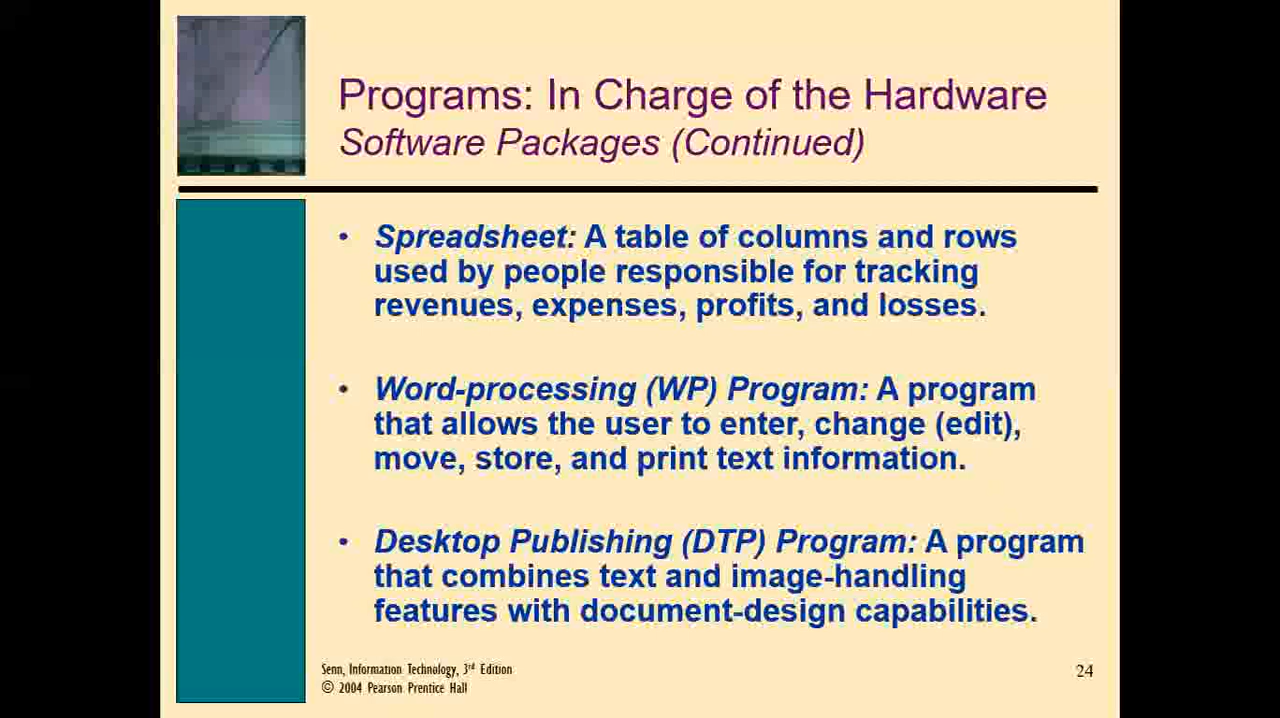 Programs: In Charge of the Hardware
Software Packages (Continued)
• Spreadsheet: A table of columns and rows
used by people responsible for tracking
revenues, expenses, profits, and losses.
• Word-processing (WP) Program: A program
that allows the user to enter, change (edit),
move, store, and print text information.
• Desktop Publishing (DTP) Program: A program
that combines text and image-handling
features with document-design capabilities.
Senn, Information Technology, 3rd Edition
© 2004 Pearson Prentice Hall
24